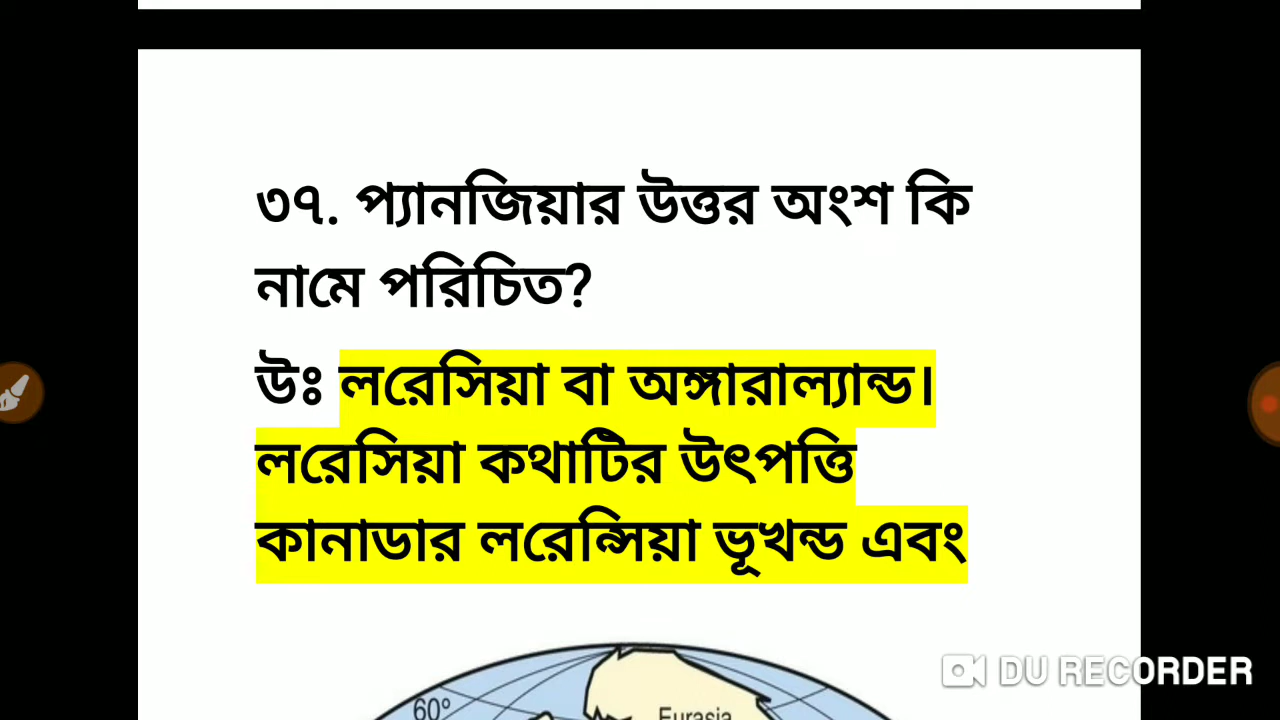 ৩৭. প্যানজিয়ার উত্তর অংশ কি
নামে পরিচিত?
উঃ লরেসিয়া বা অঙ্গারাল্যান্ড।
লরেসিয়া কথাটির উৎপত্তি
কানাডার লরেন্সিয়া ভূখন্ড এবং
60°
Eurasia
DU RECORDER